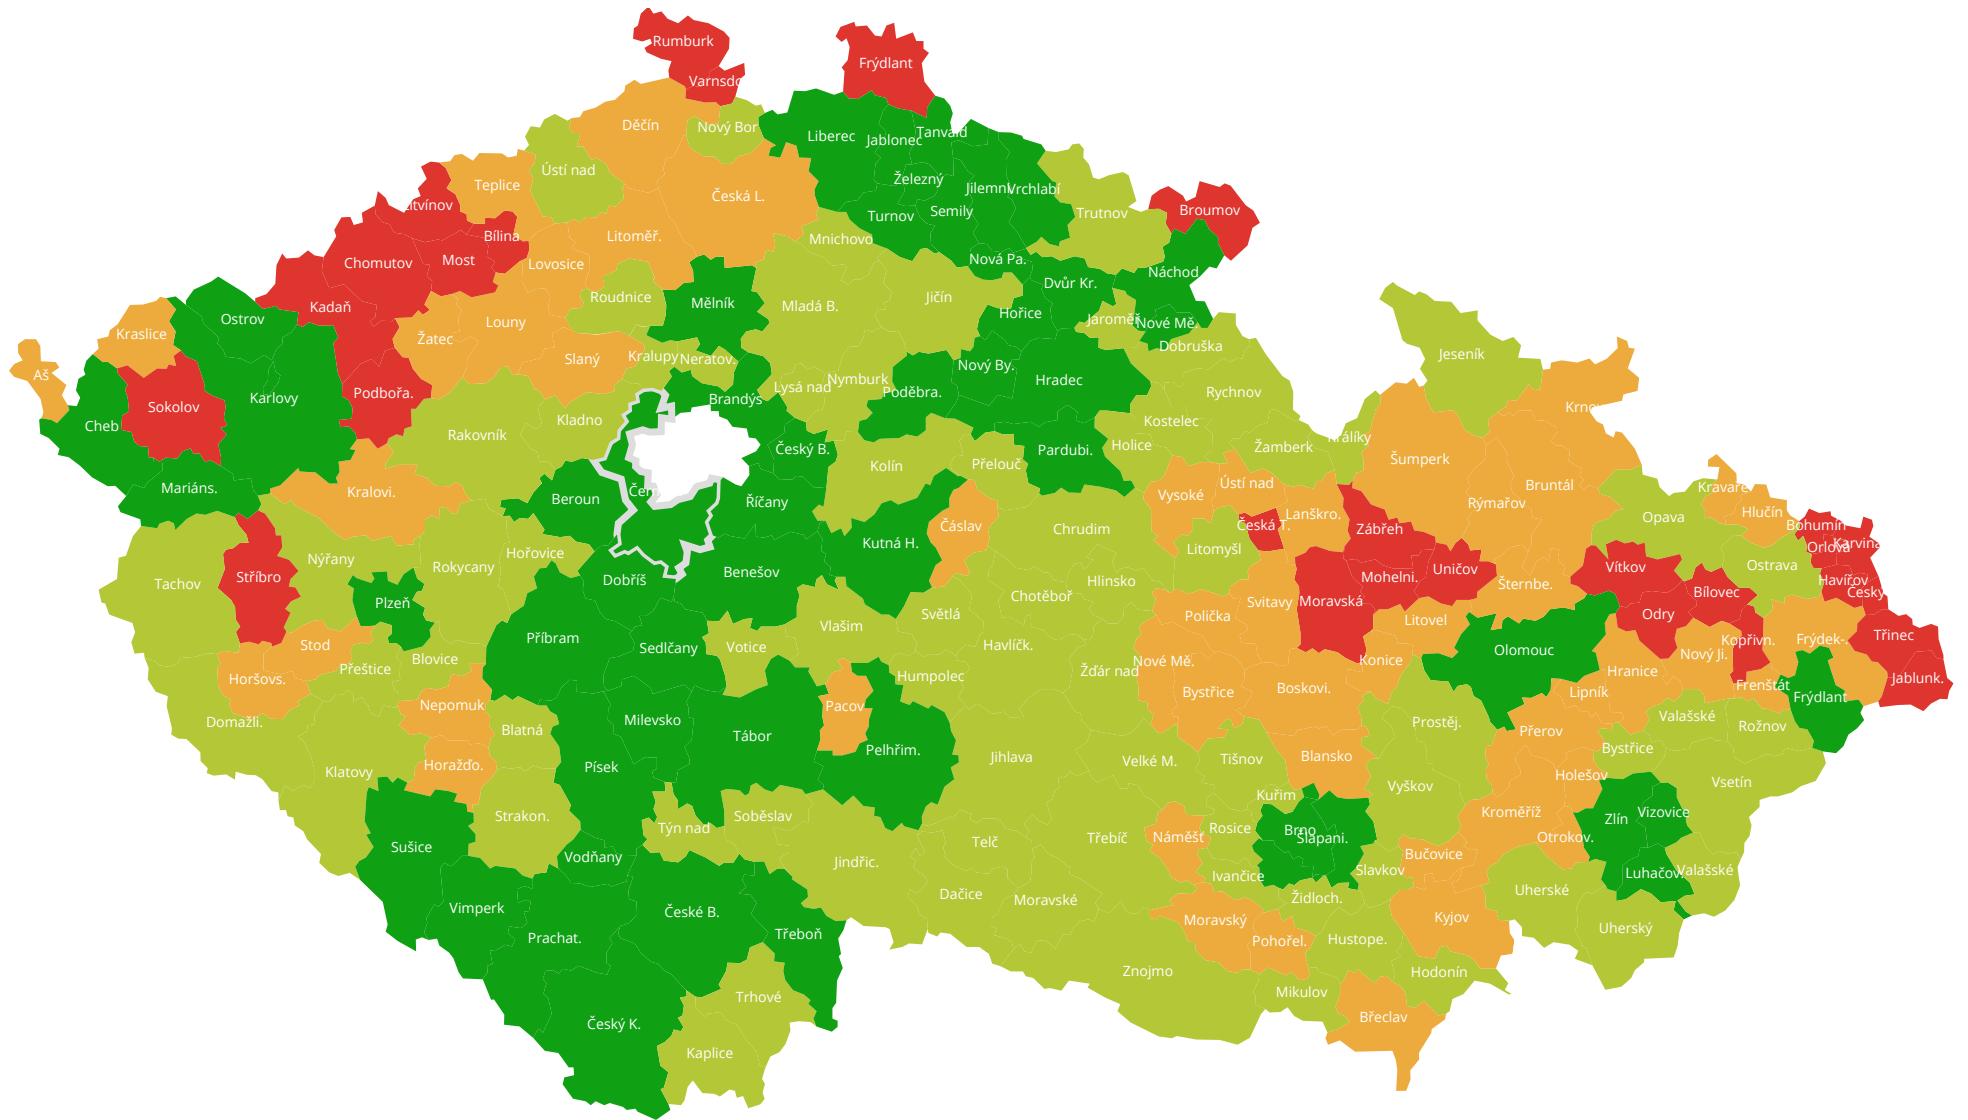 Rumburk
Frýdlant
Varnsdo
Děčín
Nový Bor
Liberec
Jablonec
Tanvald
Ústí nad
Teplice
Železný
Jilemni
Vrchlabí
Česká L.
Litvínov
Turnov
Semily
Trutnov
Broumov
Bílina
Litoměř.
Mnichovo
Chomutov
Most
Lovosice
Nová Pa.
Náchod
Dvůr Kr.
Kadaň
Roudnice
Mělník
Mladá B.
Jičín
Hořice
Ostrov
Louny
Jaroměř
Nové Mě.
Kraslice
Žatec
Slaný
Kralupy
Neratov.
Dobruška
Jeseník
Aš
Nový By.
Hradec
Lysá nad
Nymburk
Poděbra.
Rychnov
Podbořa.
Karlovy
Brandýs
Sokolov
Krno
Cheb
Kladno
Rakovník
Kostelec
Holice
Žamberk
Králíky
Český B.
Pardubi.
Šumperk
Kolín
Přelouč
Mariáns.
Kralovi.
Beroun
Čern
Říčany
Vysoké
Ústí nad
Bruntál
Kravaře
Rýmařov
Lanškro.
Hlučín
Opava
Čáslav
Chrudim
Česká T.
Zábřeh
Bohumín
Kutná H.
Litomyšl
Orlová
Karviná
Nýřany
Hořovice
Rokycany
Ostrava
Stříbro
Tachov
Dobříš
Benešov
Hlinsko
Mohelni.
Uničov
Vítkov
Havířov
Šternbe.
Český
Bílovec
Plzeň
Chotěboř
Svitavy
Moravská
Světlá
Polička
Litovel
Odry
Vlašim
Příbram
Stod
Sedlčany
Votice
Havlíčk.
Olomouc
Kopřivn.
Frýdek-.
Třinec
Blovice
Přeštice
Nové Mě.
Konice
Nový Ji.
Horšovs.
Humpolec
Žďár nad
Hranice
Jablunk.
Bystřice
Boskovi.
Lipník
Frenštát
Frýdlant
Nepomuk
Pacov
Domažli.
Milevsko
Blatná
Tábor
Prostěj.
Valašské
Rožnov
Přerov
Pelhřim.
Bystřice
Jihlava
Velké M.
Tišnov
Blansko
Klatovy
Horažďo.
Písek
Holešov
Vsetín
Vyškov
Kuřim
Strakon.
Soběslav
Týn nad
Rosice
Brno
Šlapani.
Kroměříž
Zlín
Vizovice
Sušice
Telč
Třebíč
Náměšť
Otrokov.
Vodňany
Jindřic.
Bučovice
Slavkov
Ivančice
Luhačov.
Valašské
Vimperk
České B.
Dačice
Moravské
Židloch.
Uherské
Moravský
Kyjov
Prachat.
Třeboň
Pohořel.
Hustope.
Uherský
Trhové
Znojmo
Hodonín
Mikulov
Český K.
Břeclav
Kaplice